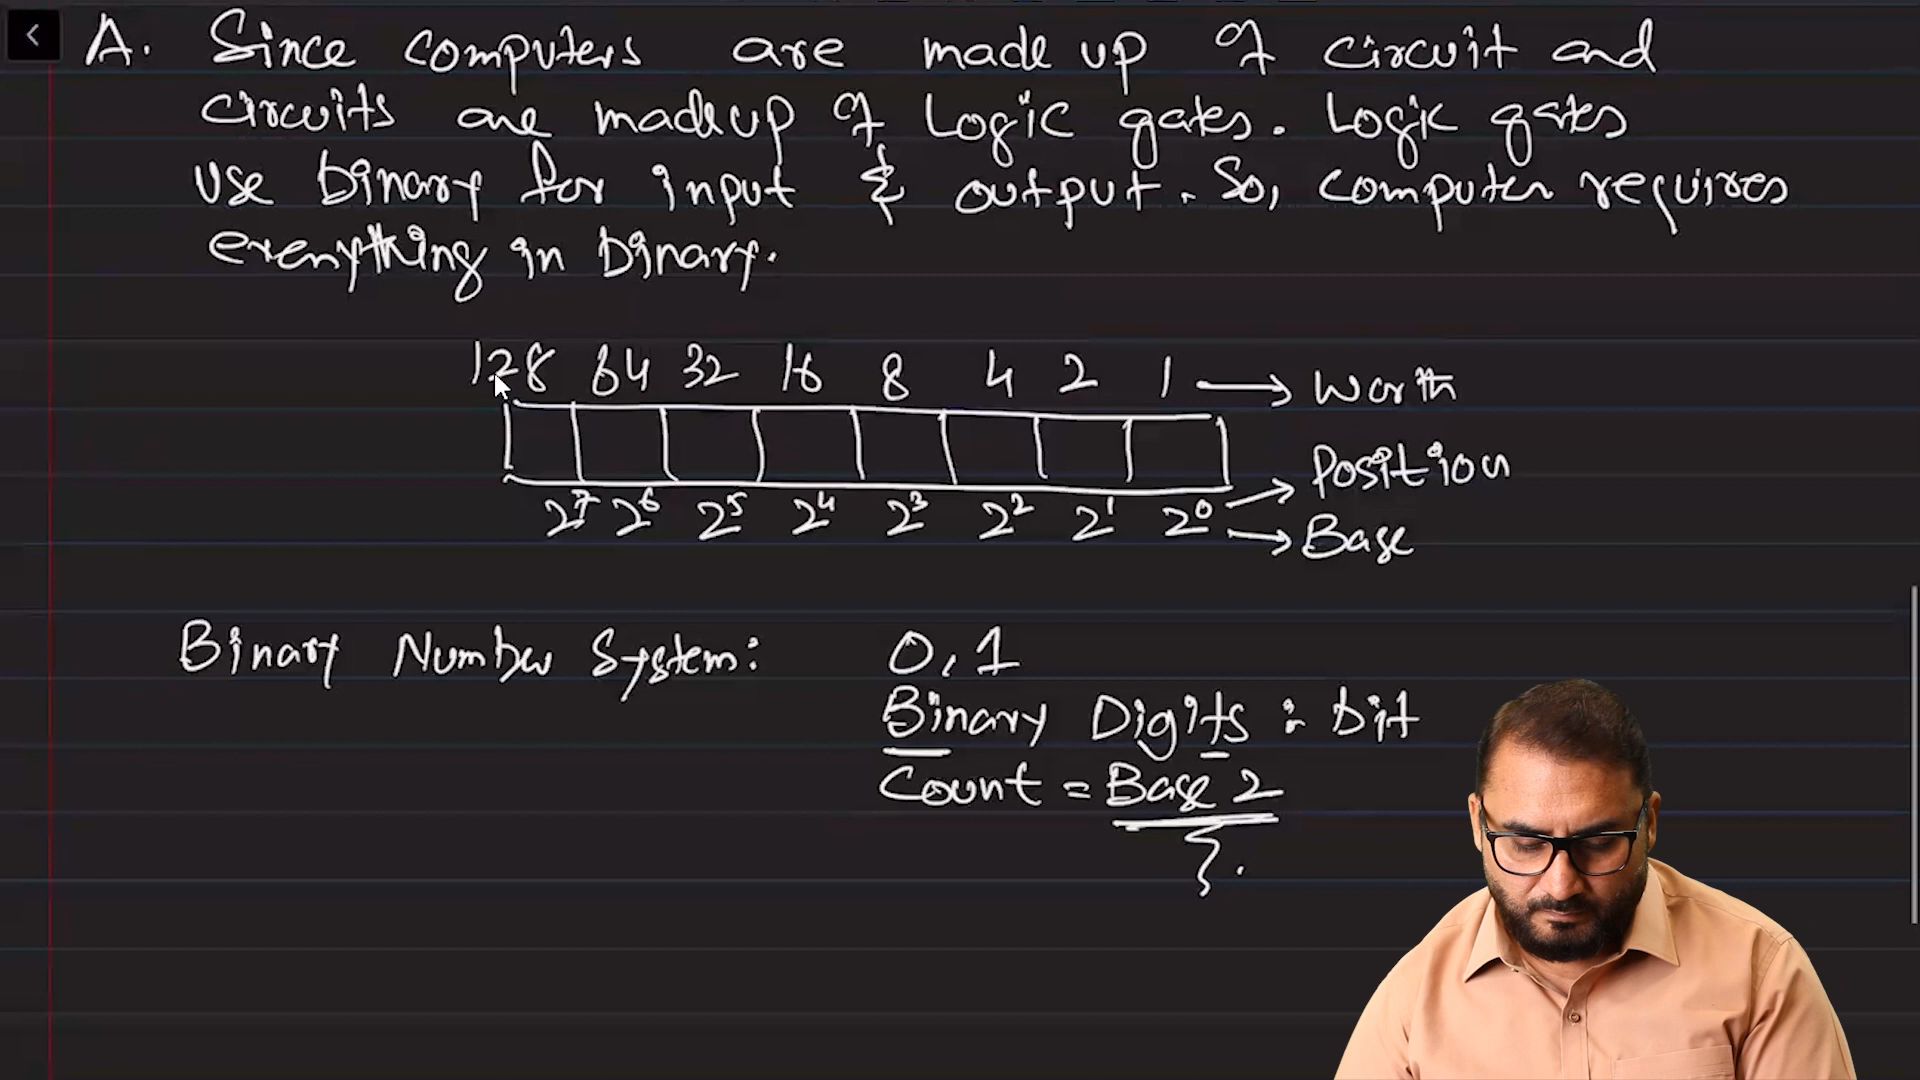 A. Since computers are made up of circuit and
circuits are made up of Logic gates. Logic gates
use binary for input & output. So, computer requires
everything in binary.
128 64 32 16 8 4 2 1 → Worth
→ Position
2⁷ 2⁶ 2⁵ 2⁴ 2³ 2² 2¹ 2⁰
→ Base
Binary Number System: 0, 1
Binary Digits : bit
Count = Base 2